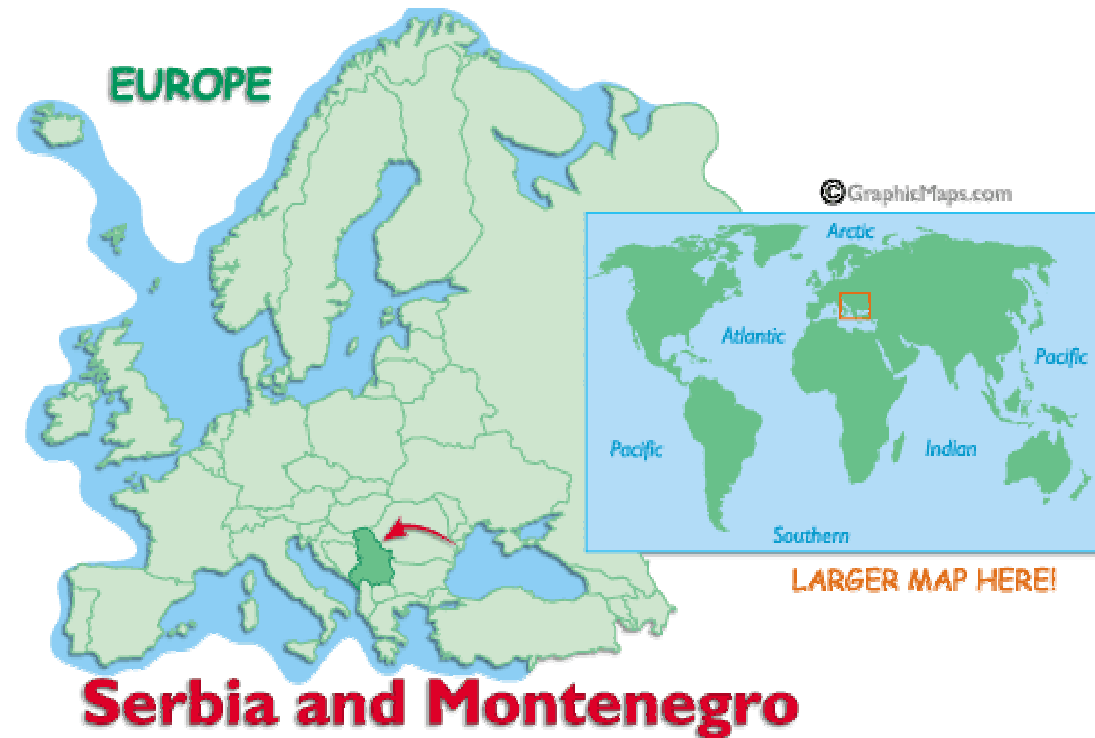 EUROPE
©GraphicMaps.com
Arctic
Atlantic
Pacific
Pacific
Indian
Southern
LARGER MAP HERE!
Serbia and Montenegro